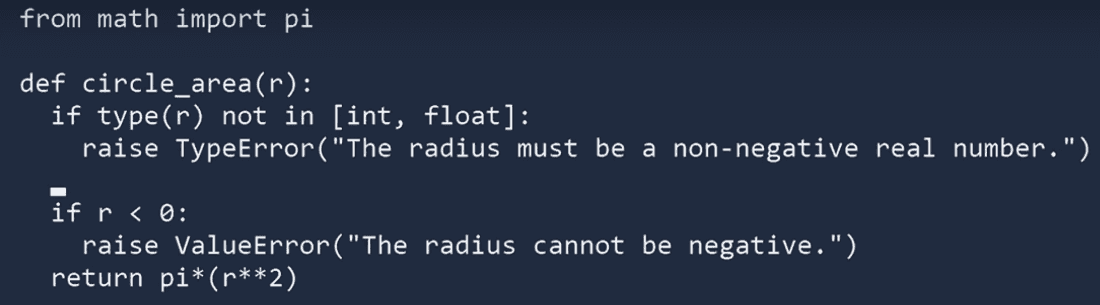 from math import pi
def circle_area(r):
  if type(r) not in [int, float]:
    raise TypeError("The radius must be a non-negative real number.")
  if r < 0:
    raise ValueError("The radius cannot be negative.")
  return pi*(r**2)